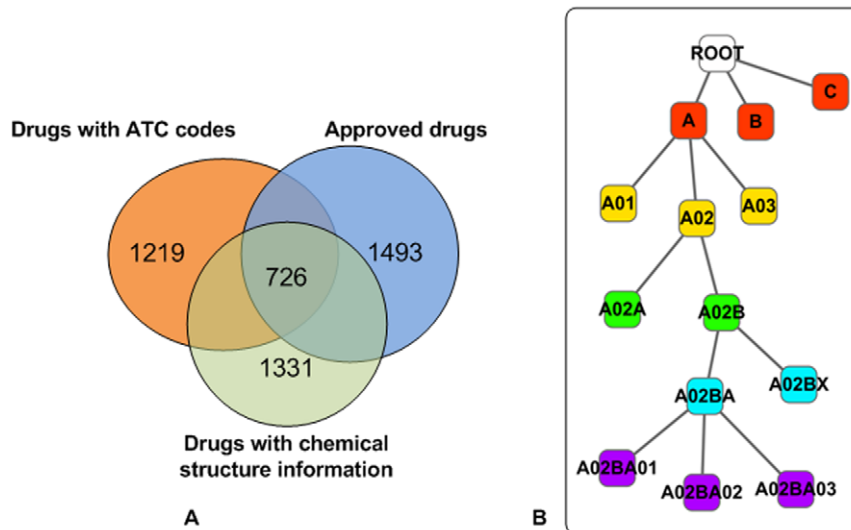 Drugs with ATC codes
Approved drugs
1219
726
1493
1331
Drugs with chemical
structure information
A
ROOT
C
A
B
A01
A02
A03
A02A
A02B
A02BA
A02BX
A02BA01
A02BA02
A02BA03
B